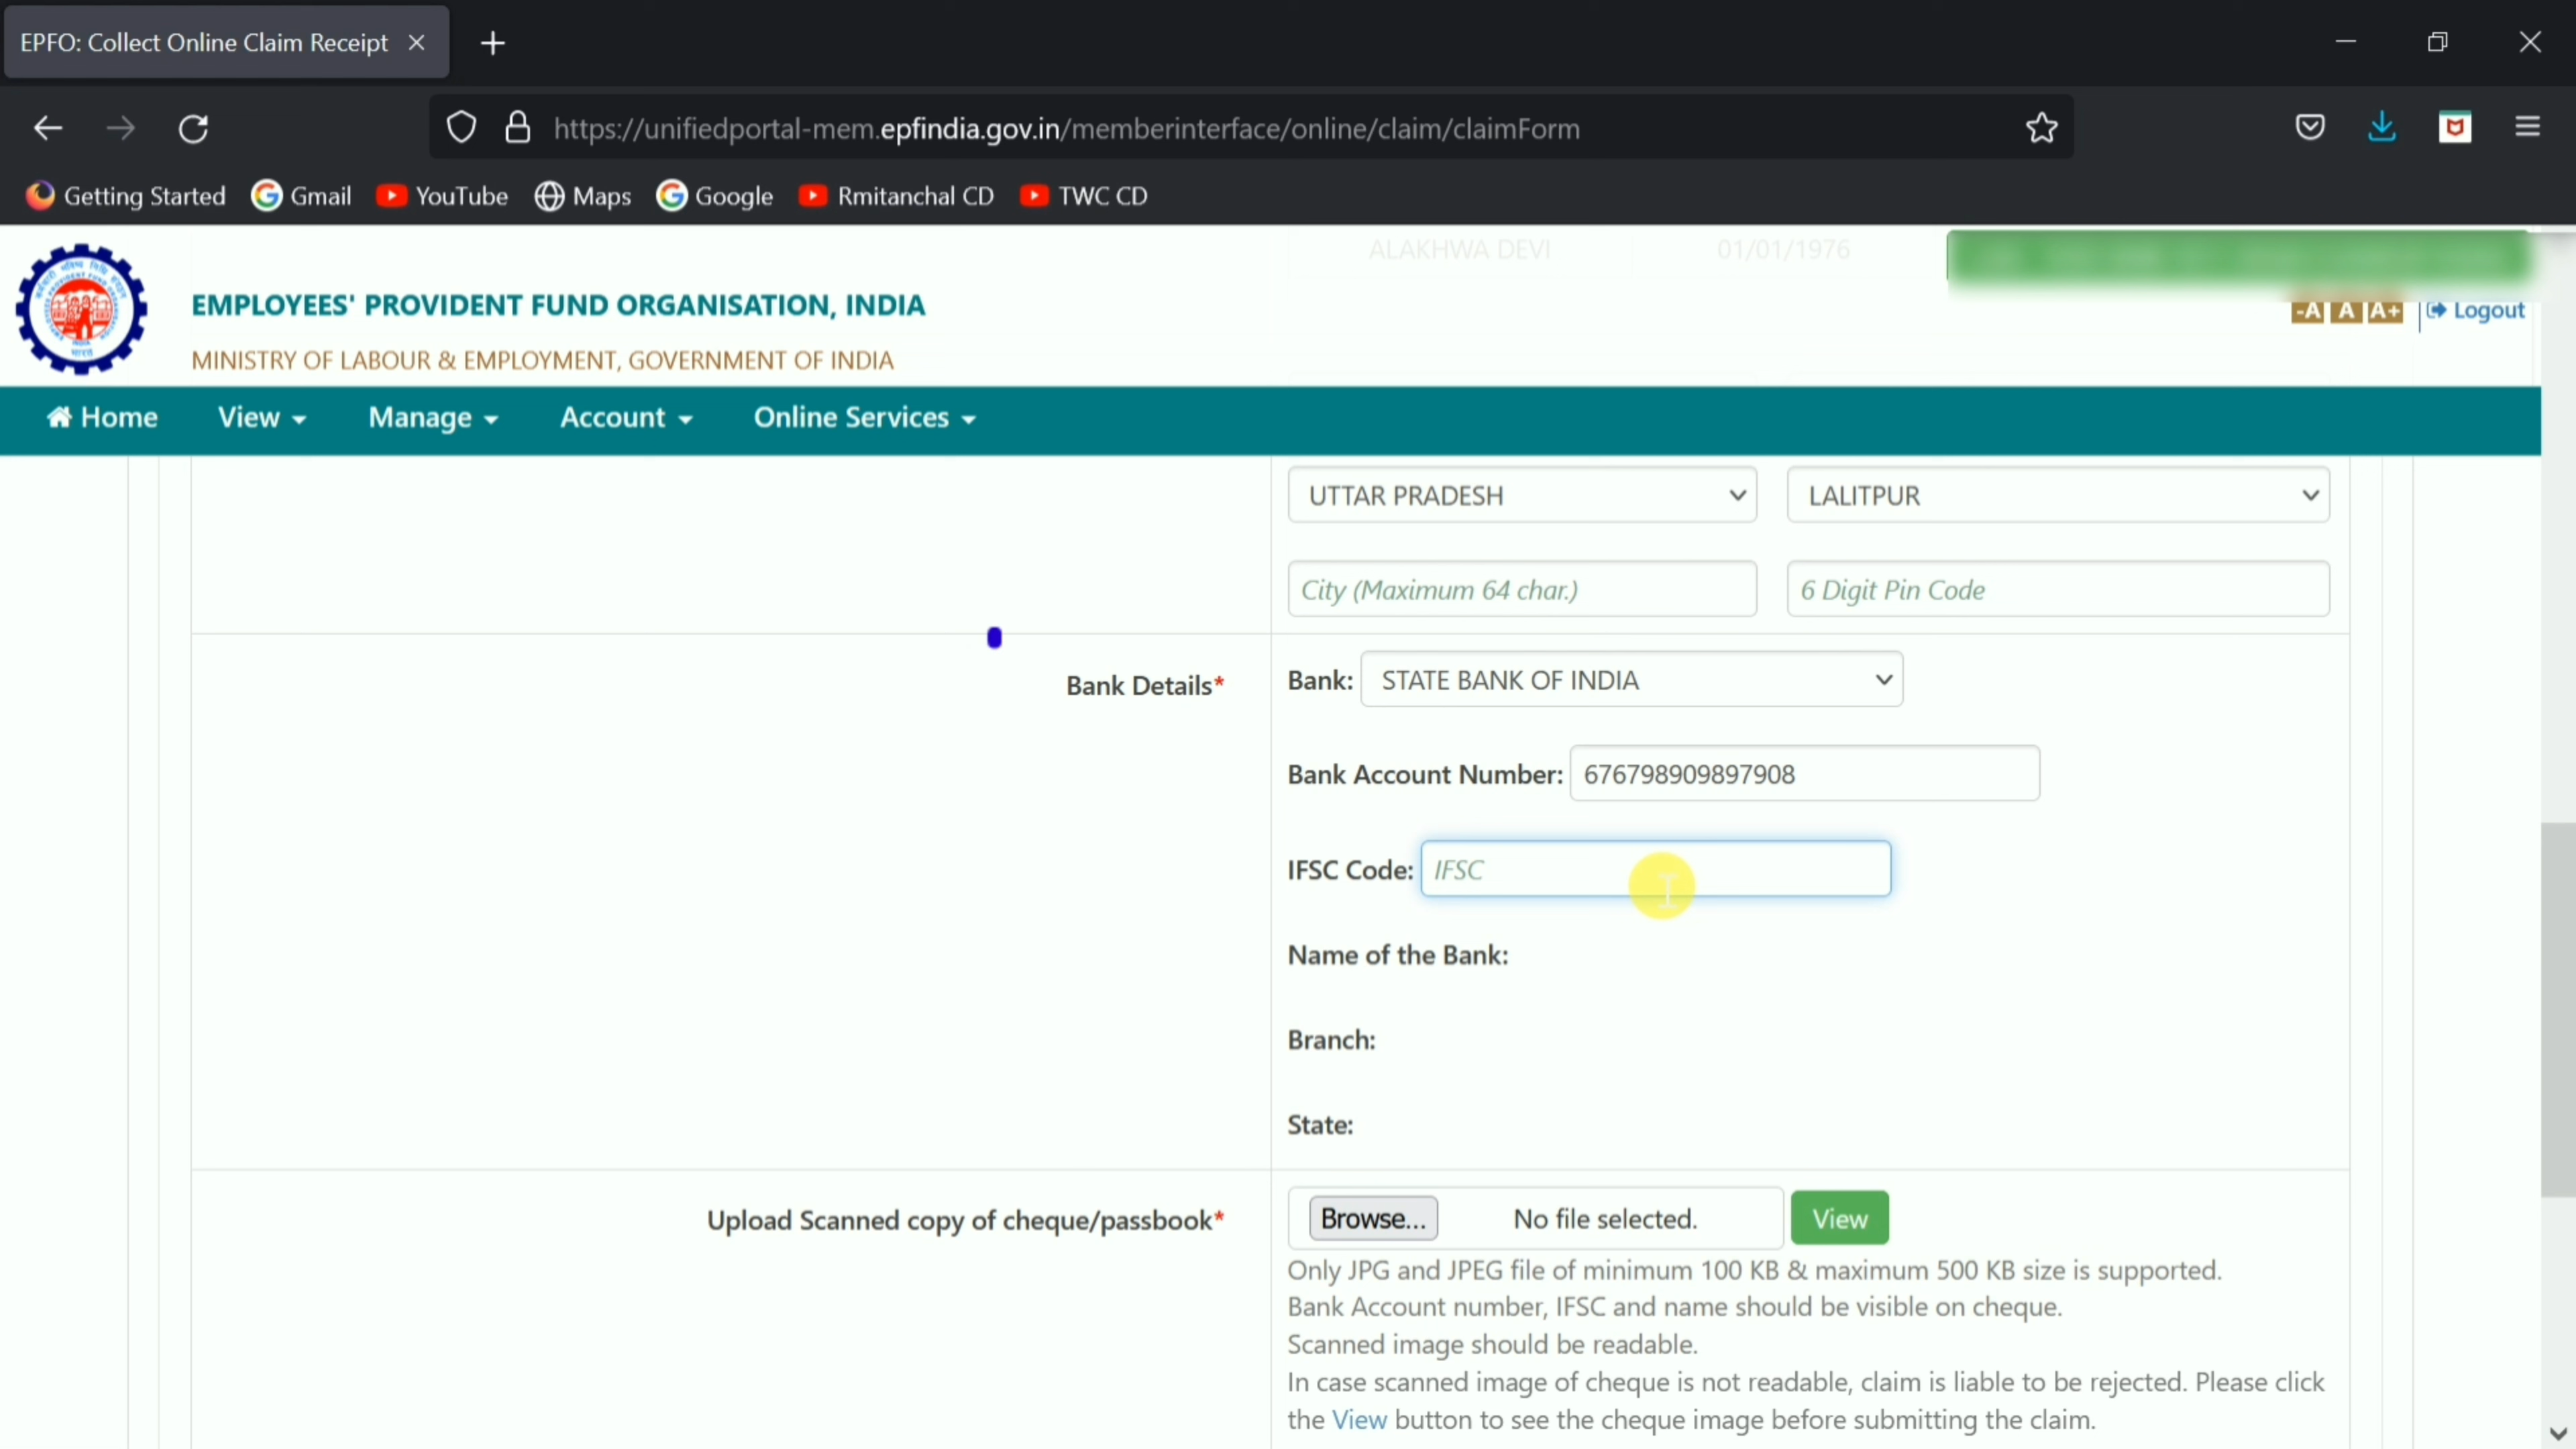 EPFO: Collect Online Claim Receipt
https://unifiedportal-mem.epfindia.gov.in/memberinterface/online/claim/claimForm
Getting Started Gmail YouTube Maps Google Rmitanchal CD TWC CD
ALAKHWA DEVI 01/01/1976
EMPLOYEES' PROVIDENT FUND ORGANISATION, INDIA
-A A A+ Logout
MINISTRY OF LABOUR & EMPLOYMENT, GOVERNMENT OF INDIA
Home View Manage Account Online Services
UTTAR PRADESH LALITPUR
City (Maximum 64 char.) 6 Digit Pin Code
Bank Details* Bank: STATE BANK OF INDIA
Bank Account Number: 676798909897908
IFSC Code: IFSC
Name of the Bank:
Branch:
State:
Upload Scanned copy of cheque/passbook* Browse... No file selected. View
Only JPG and JPEG file of minimum 100 KB & maximum 500 KB size is supported.
Bank Account number, IFSC and name should be visible on cheque.
Scanned image should be readable.
In case scanned image of cheque is not readable, claim is liable to be rejected. Please click
the View button to see the cheque image before submitting the claim.